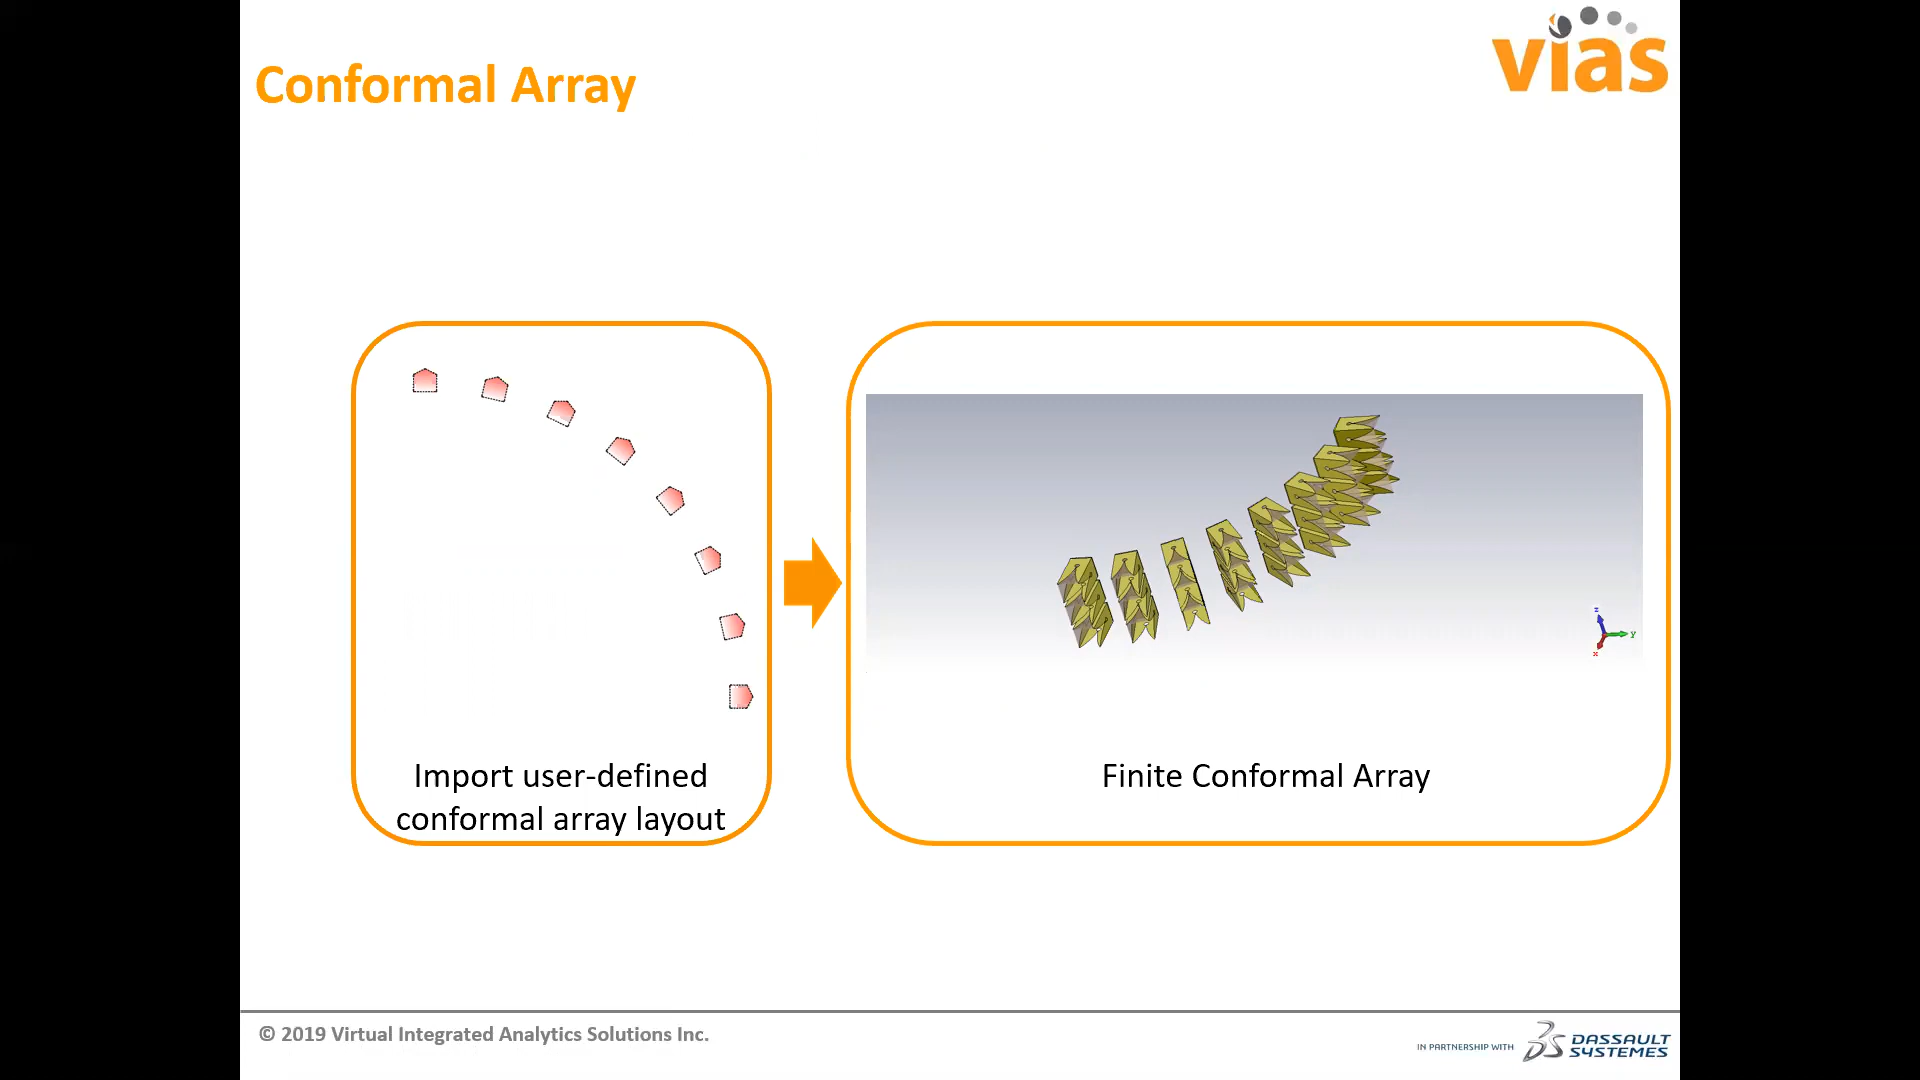 Conformal Array
vias
Import user-defined
conformal array layout
Finite Conformal Array
z
y
x
© 2019 Virtual Integrated Analytics Solutions Inc.
IN PARTNERSHIP WITH
DASSAULT
SYSTEMES